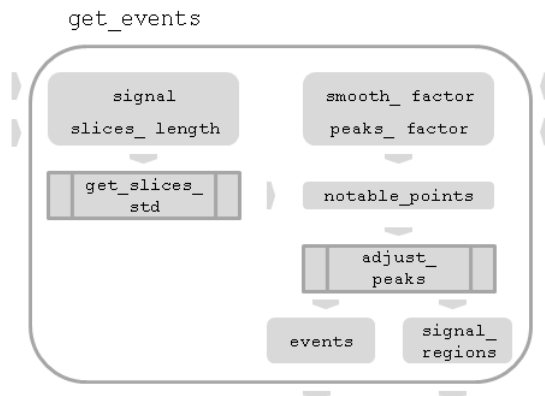 get_events
signal
slices_ length
get_slices_
std
smooth_ factor
peaks_ factor
notable_points
adjust_
peaks
events
signal_
regions